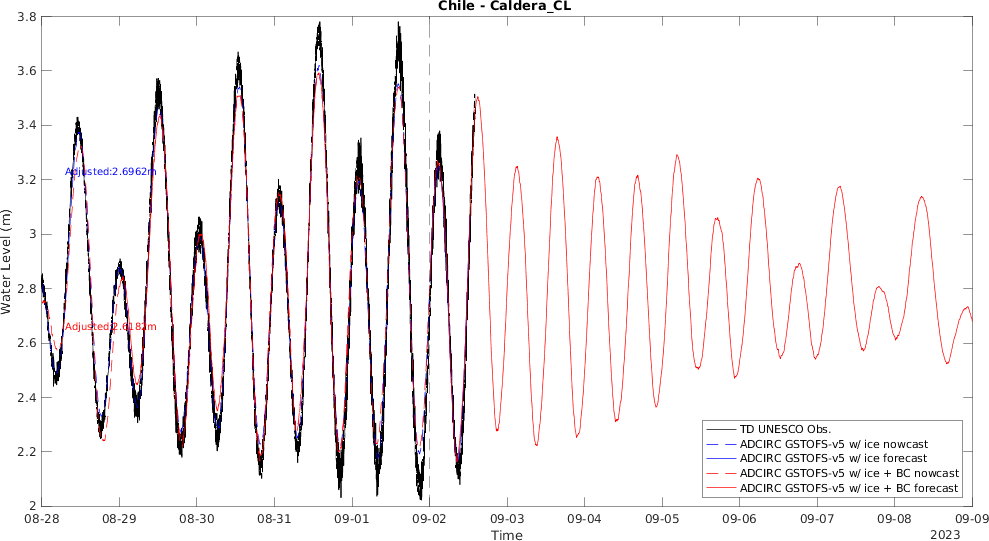 Chile - Caldera_CL
Water Level (m)
3.8
3.6
3.4
3.2
3
2.8
2.6
2.4
2.2
2
Adjusted:2.6962m
Adjusted:2.6182m
TD UNESCO Obs.
ADCIRC GSTOFS-v5 w/ ice nowcast
ADCIRC GSTOFS-v5 w/ ice forecast
ADCIRC GSTOFS-v5 w/ ice + BC nowcast
ADCIRC GSTOFS-v5 w/ ice + BC forecast
08-28 08-29 08-30 08-31 09-01 09-02 09-03 09-04 09-05 09-06 09-07 09-08 09-09
Time
2023